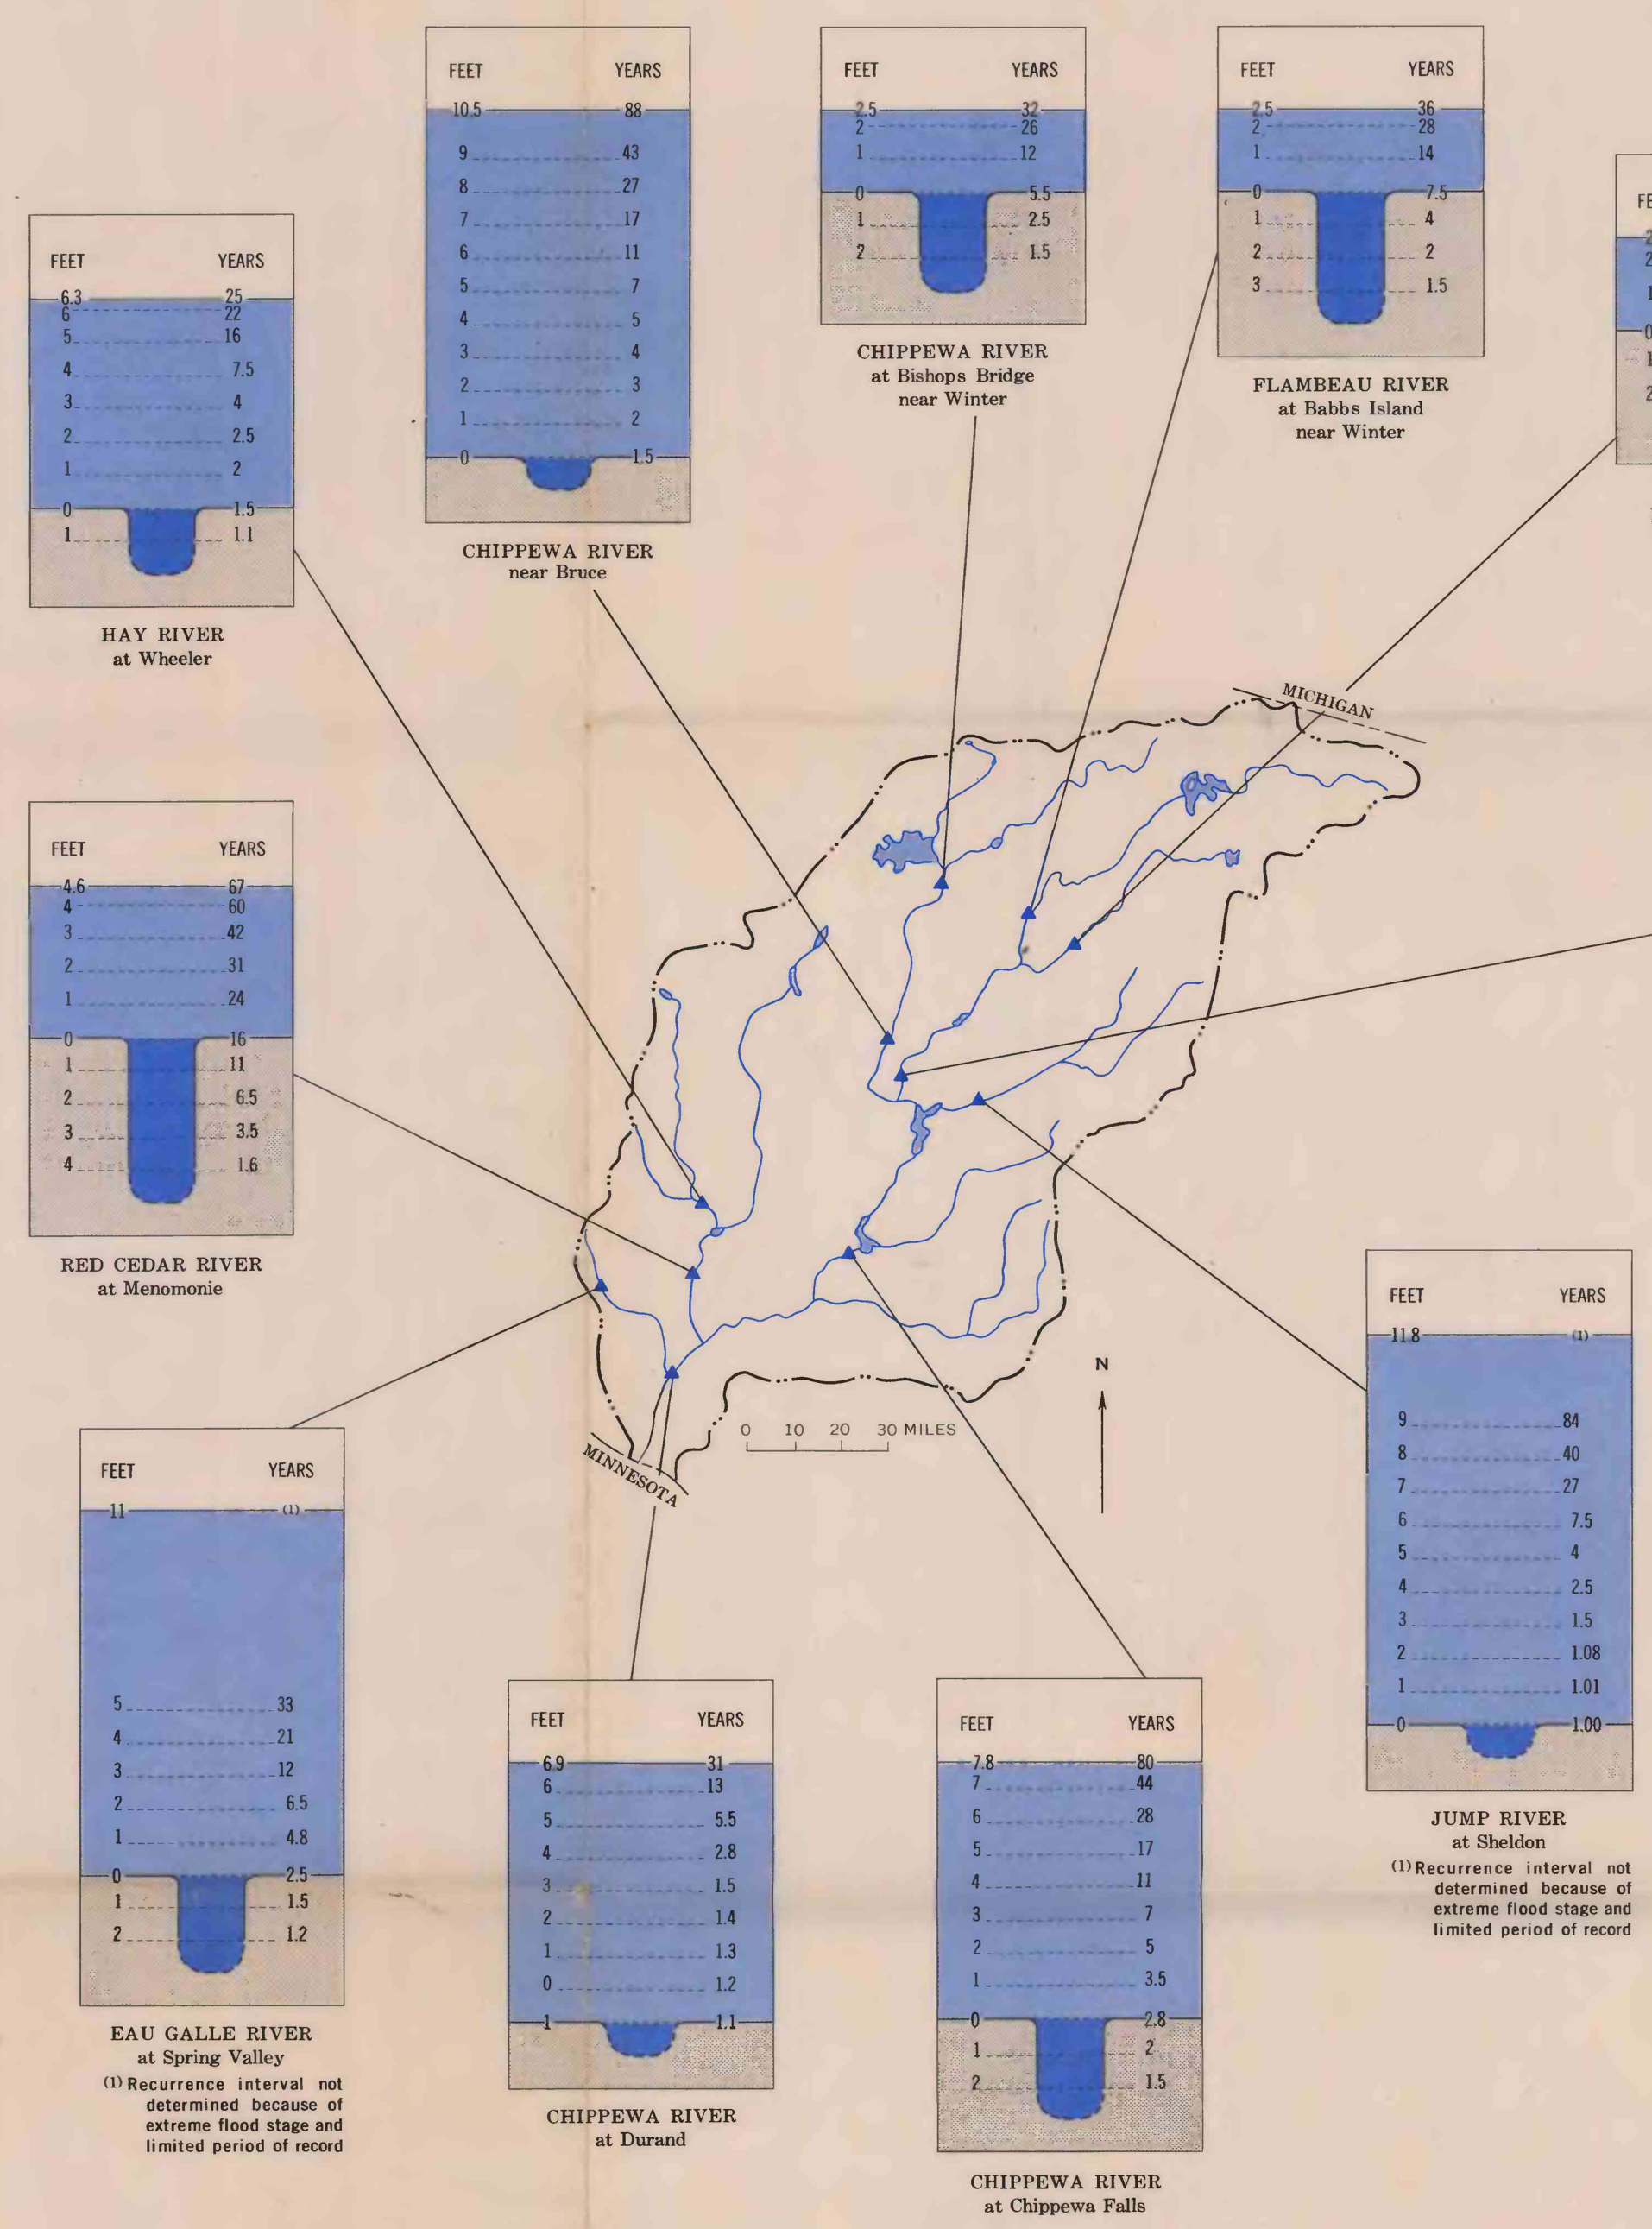 FEET YEARS
10.5 88
9 43
8 27
7 17
6 11
5 7
4 5
3 4
2 3
1 2
0 1.5
CHIPPEWA RIVER
near Bruce
FEET YEARS
2.5 32
2 26
1 12
0 5.5
1 2.5
2 1.5
CHIPPEWA RIVER
at Bishops Bridge
near Winter
FEET YEARS
2.5 36
2 28
1 14
0 7.5
1 4
2 2
3 1.5
FLAMBEAU RIVER
at Babbs Island
near Winter
FEET YEARS
6.3 25
6 22
5 16
4 7.5
3 4
2 2.5
1 2
0 1.5
1 1.1
HAY RIVER
at Wheeler
MICHIGAN
FEET YEARS
4.6 67
4 60
3 42
2 31
1 24
0 16
1 11
2 6.5
3 3.5
4 1.6
RED CEDAR RIVER
at Menomonie
N
0 10 20 30 MILES
MINNESOTA
FEET YEARS
11.8 (1)
9 84
8 40
7 27
6 7.5
5 4
4 2.5
3 1.5
2 1.08
1 1.01
0 1.00
JUMP RIVER
at Sheldon
(1) Recurrence interval not
determined because of
extreme flood stage and
limited period of record
FEET YEARS
11 (1)
5 33
4 21
3 12
2 6.5
1 4.8
0 2.5
1 1.5
2 1.2
EAU GALLE RIVER
at Spring Valley
(1) Recurrence interval not
determined because of
extreme flood stage and
limited period of record
FEET YEARS
6.9 31
6 13
5 5.5
4 2.8
3 1.5
2 1.4
1 1.3
0 1.2
1 1.1
CHIPPEWA RIVER
at Durand
FEET YEARS
7.8 80
7 44
6 28
5 17
4 11
3 7
2 5
1 3.5
0 2.8
1 2
2 1.5
CHIPPEWA RIVER
at Chippewa Falls